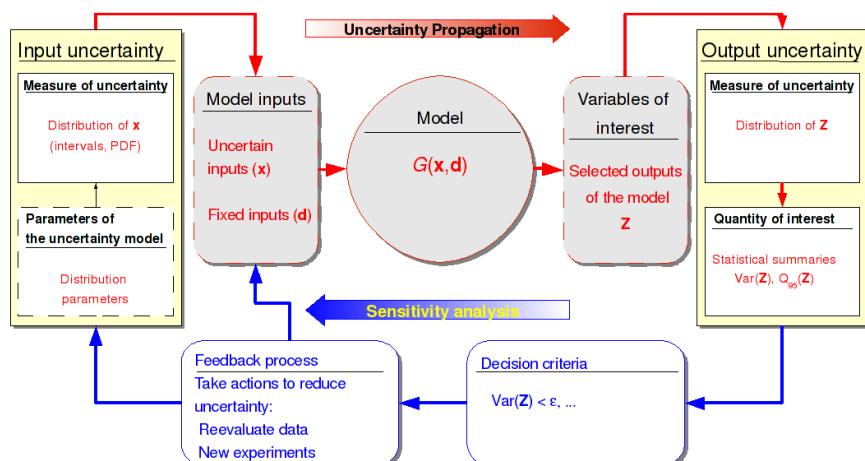 Uncertainty Propagation
Input uncertainty
Measure of uncertainty
Distribution of x
(intervals, PDF)
Parameters of
the uncertainty model
Distribution
parameters
Model inputs
Uncertain
inputs (x)
Fixed inputs (d)
Model
G(x,d)
Variables of
interest
Selected outputs
of the model
Z
Output uncertainty
Measure of uncertainty
Distribution of Z
Quantity of interest
Statistical summaries
Var(Z), Q95(Z)
Sensitivity analysis
Feedback process
Take actions to reduce
uncertainty:
Reevaluate data
New experiments
Decision criteria
Var(Z) < ε, ...